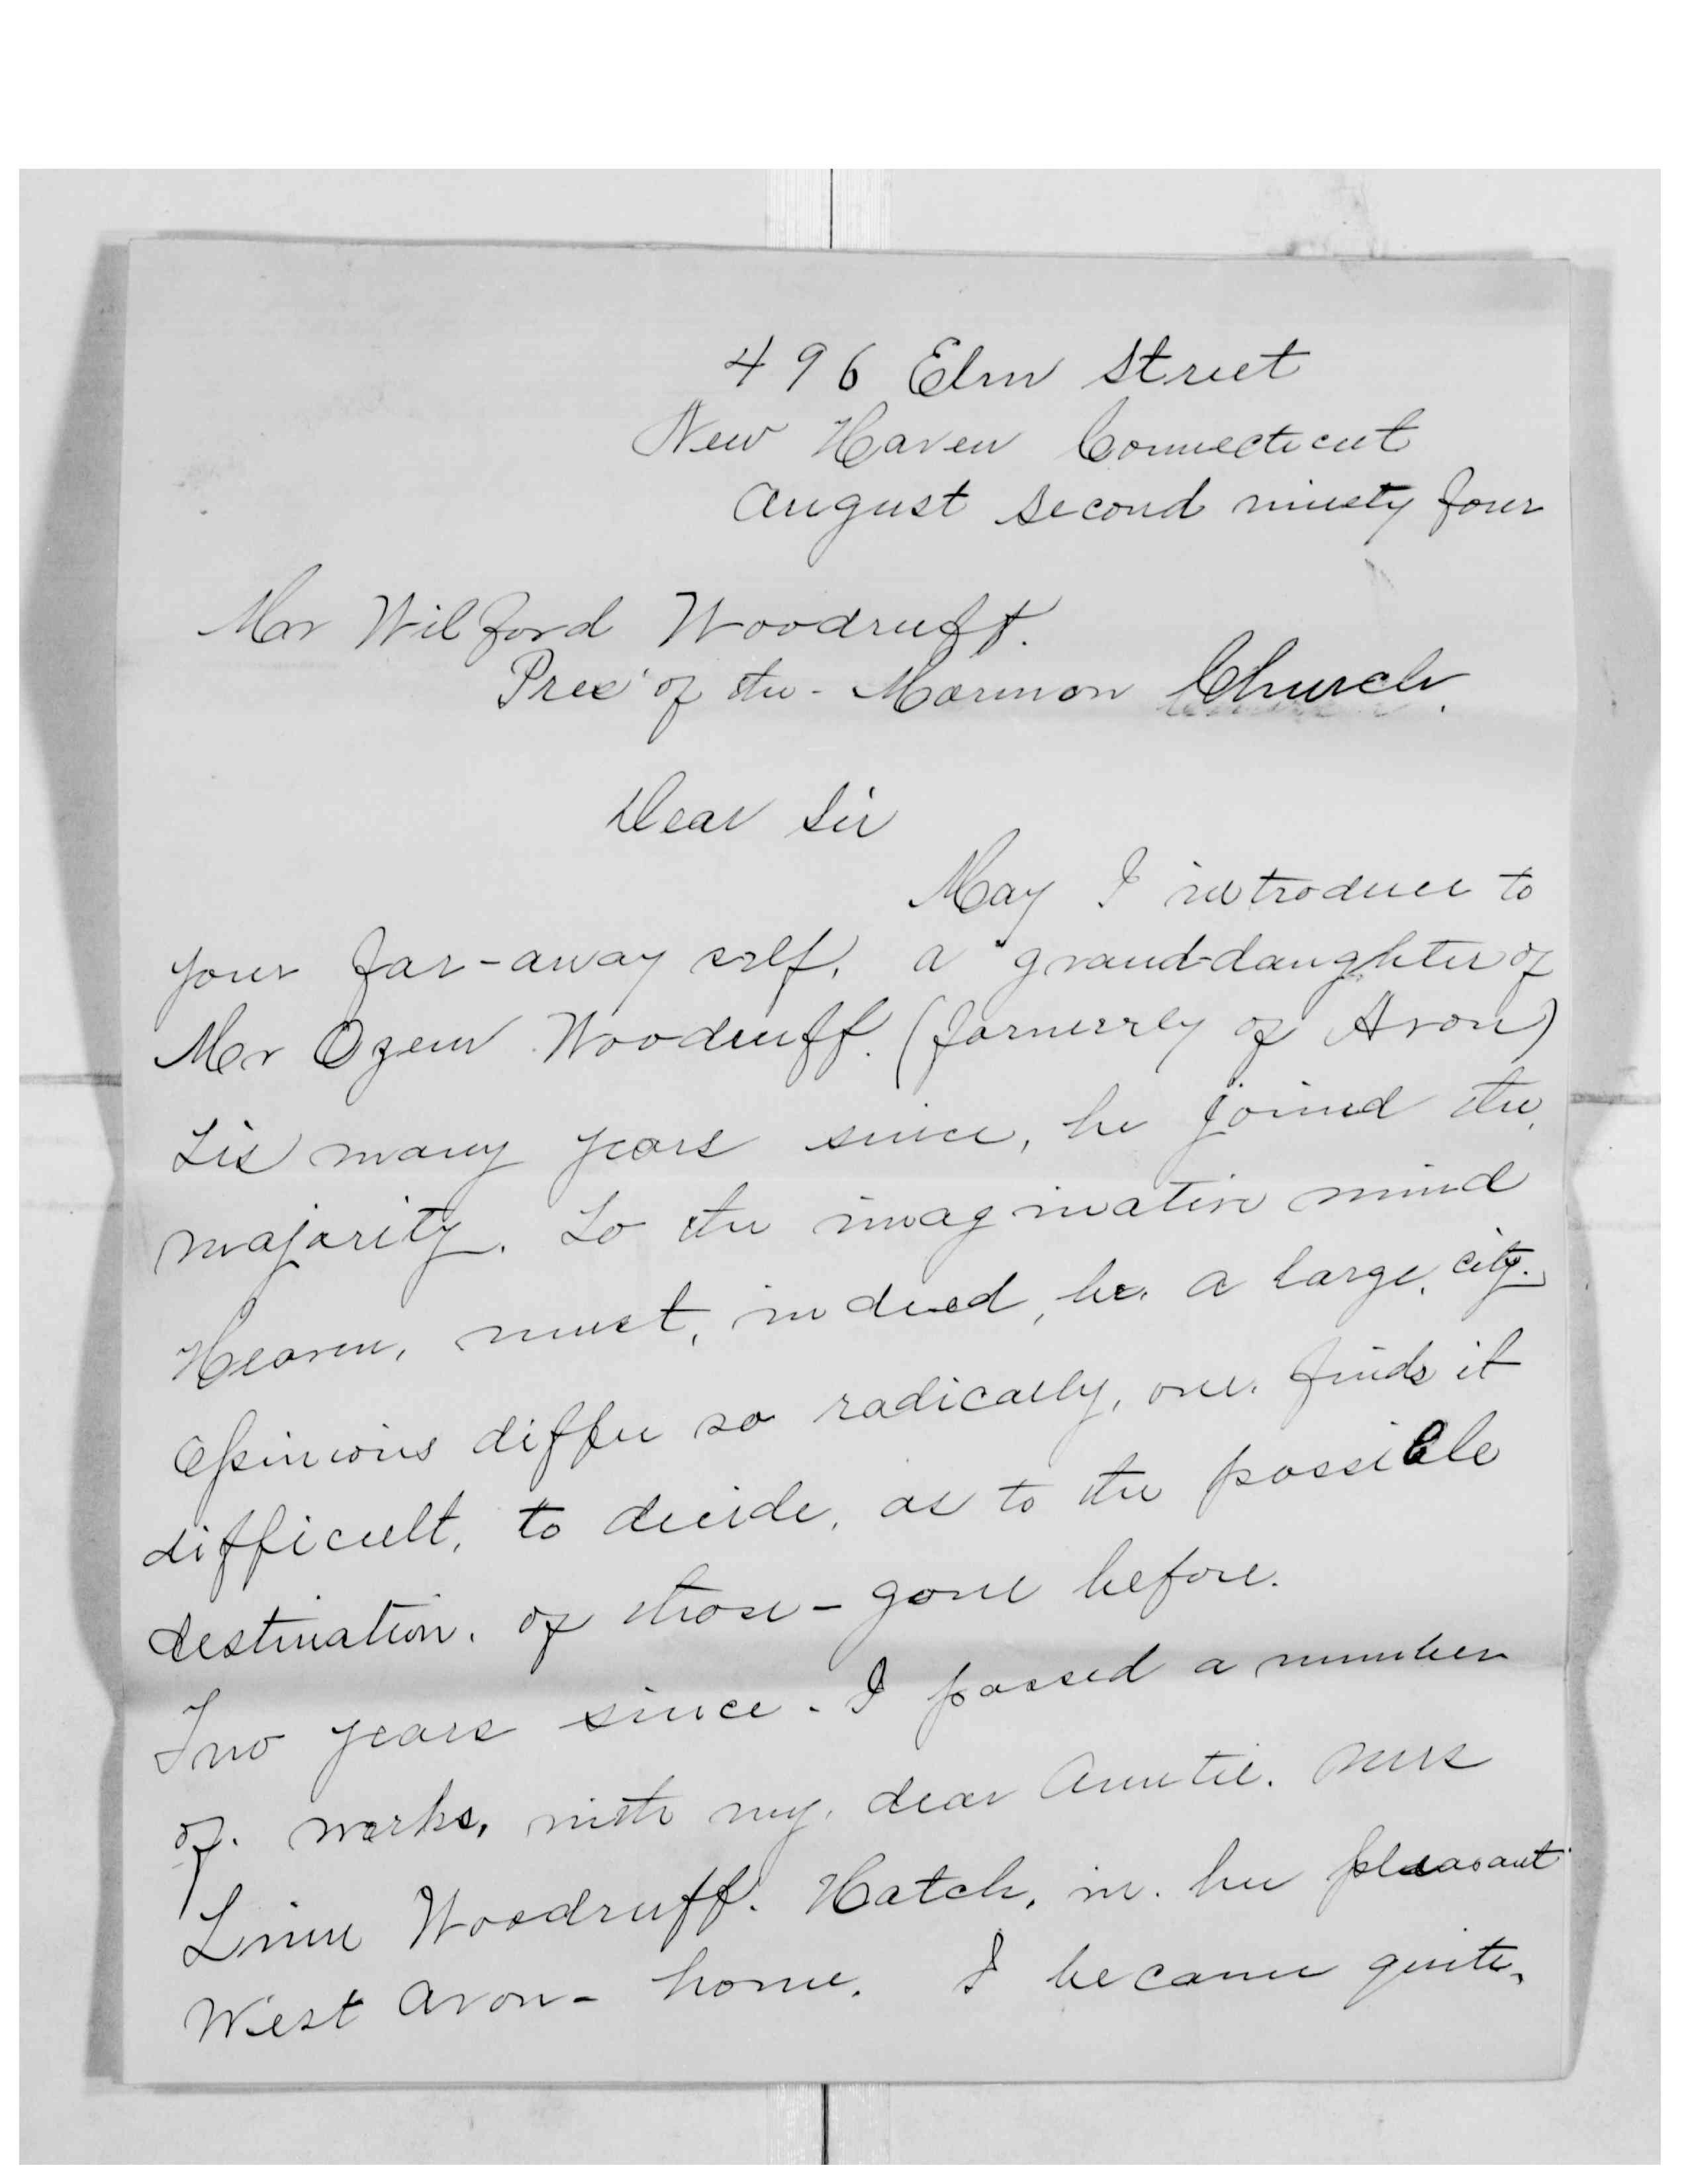 496 Elm Street
New Haven Connecticut
August second ninety four
Mr Wilford Woodruff.
Pres' of the - Mormon Church.
Dear Sir
May I introduce to
your far-away self, a grand-daughter of
Mr Ozem Woodruff. (formerly of Avon)
Tis many years since, he joined the,
majority. To the imaginative mind
Heaven, must, indeed, be a large, city.
Opinions differ so radically, one finds it
difficult, to decide, as to the possible
destination. of those - gone before.
Two years since - I passed a number
of. weeks, with my, dear Auntie. Mrs
Woodruff. Hatch, in. her pleasant
West Avon - home. I became quite,